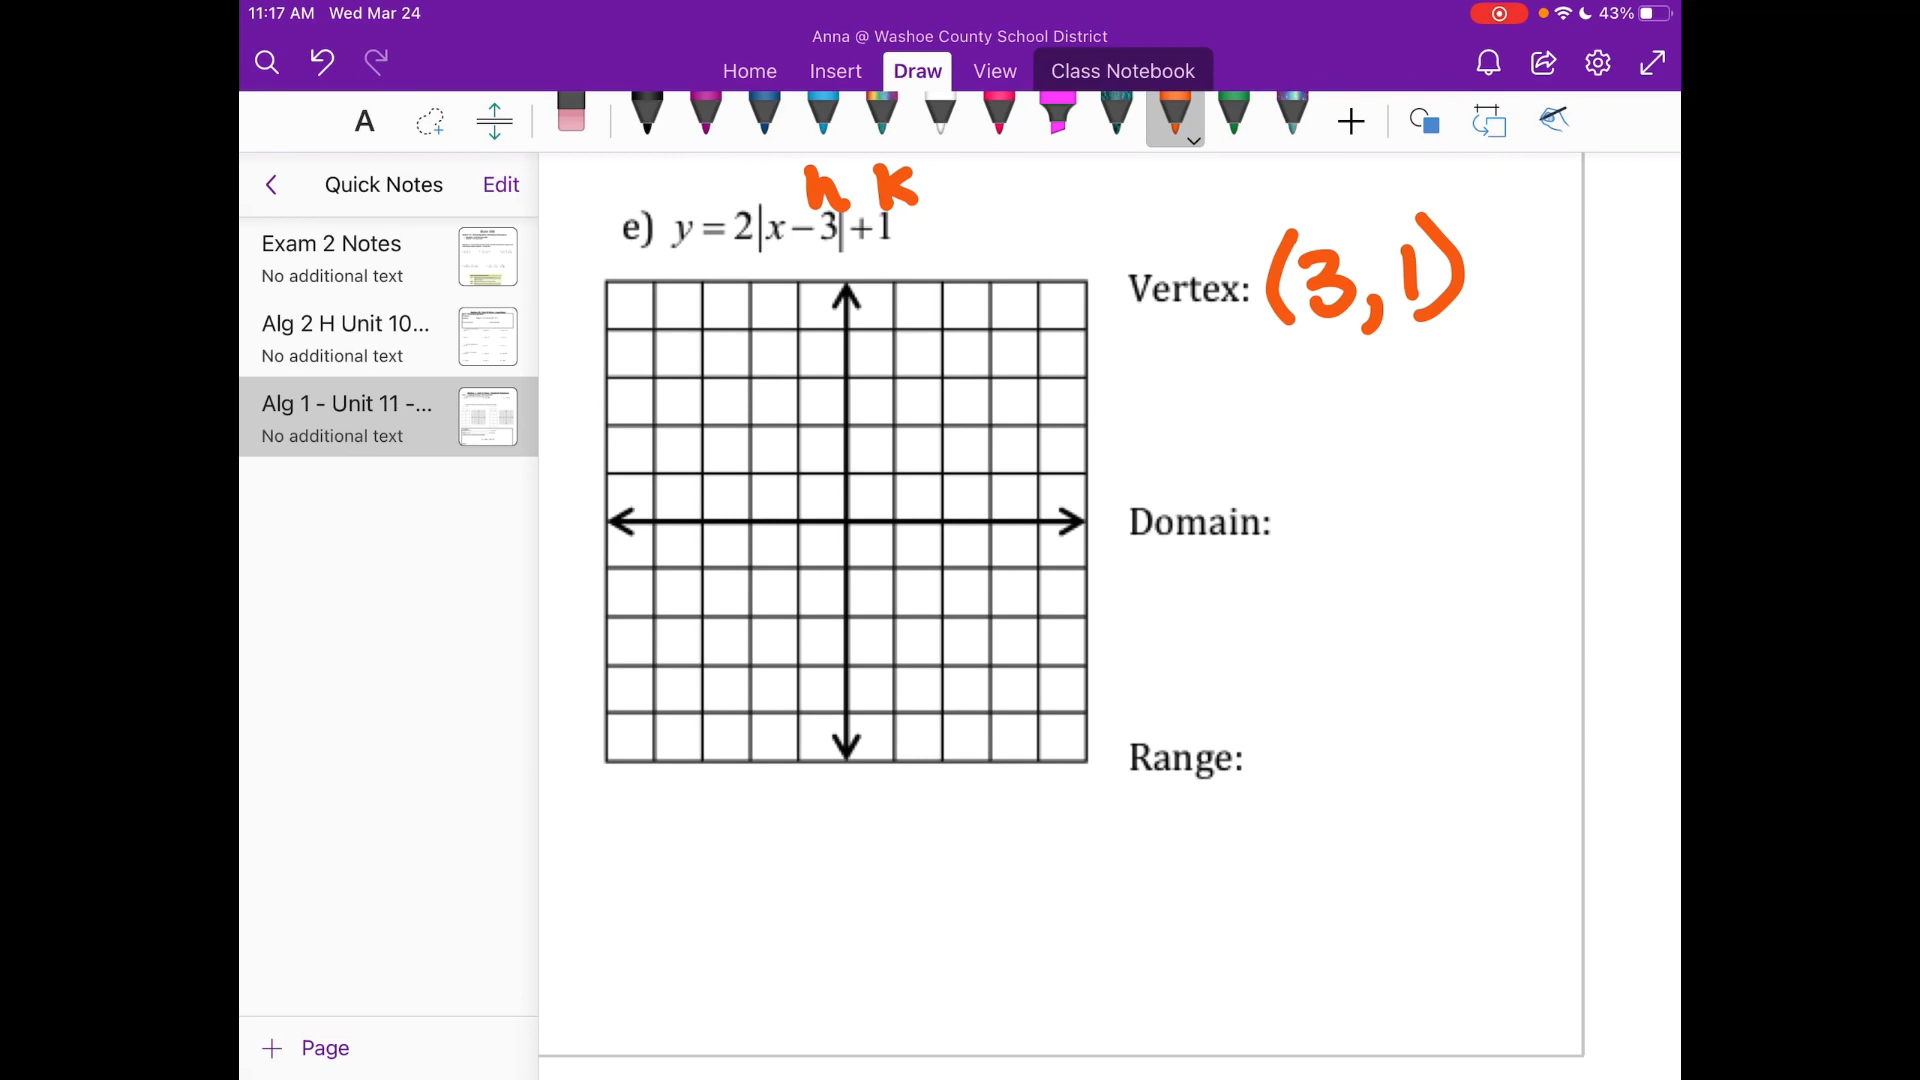 11:17 AM Wed Mar 24
43%
Anna @ Washoe County School District
Home Insert Draw View Class Notebook
A
Quick Notes Edit
Exam 2 Notes
No additional text
Alg 2 H Unit 10...
No additional text
Alg 1 - Unit 11 -...
No additional text
Page
h k
e) y = 2|x − 3| + 1
Vertex: (3, 1)
Domain:
Range: